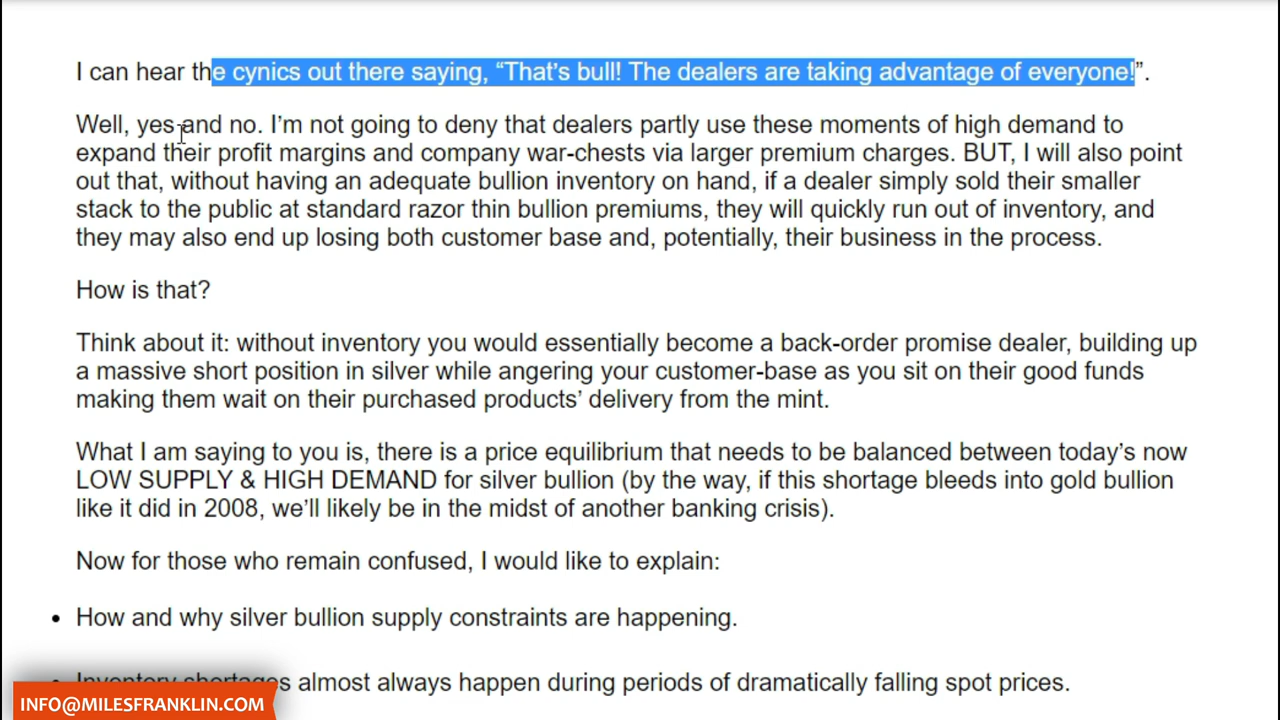 I can hear the cynics out there saying, “That’s bull! The dealers are taking advantage of everyone!”.
Well, yes and no. I’m not going to deny that dealers partly use these moments of high demand to
expand their profit margins and company war-chests via larger premium charges. BUT, I will also point
out that, without having an adequate bullion inventory on hand, if a dealer simply sold their smaller
stack to the public at standard razor thin bullion premiums, they will quickly run out of inventory, and
they may also end up losing both customer base and, potentially, their business in the process.
How is that?
Think about it: without inventory you would essentially become a back-order promise dealer, building up
a massive short position in silver while angering your customer-base as you sit on their good funds
making them wait on their purchased products’ delivery from the mint.
What I am saying to you is, there is a price equilibrium that needs to be balanced between today’s now
LOW SUPPLY & HIGH DEMAND for silver bullion (by the way, if this shortage bleeds into gold bullion
like it did in 2008, we’ll likely be in the midst of another banking crisis).
Now for those who remain confused, I would like to explain:
• How and why silver bullion supply constraints are happening.
• Inventory shortages almost always happen during periods of dramatically falling spot prices.
INFO@MILESFRANKLIN.COM